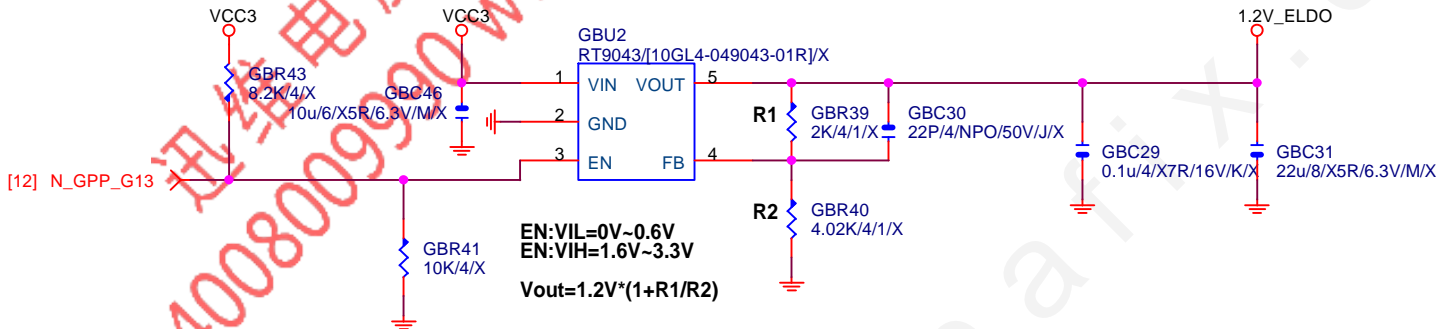 VCC3
VCC3
1.2V_ELDO
GBU2
RT9043/[10GL4-049043-01R]/X
GBR43
8.2K/4/X
GBC46
10u/6/X5R/6.3V/M/X
1
VIN
VOUT
5
2
GND
3
EN
FB
4
R1
GBR39
2K/4/1/X
GBC30
22P/4/NPO/50V/J/X
GBC29
0.1u/4/X7R/16V/K/X
GBC31
22u/8/X5R/6.3V/M/X
[12] N_GPP_G13
R2
GBR40
4.02K/4/1/X
GBR41
10K/4/X
EN:VIL=0V~0.6V
EN:VIH=1.6V~3.3V
Vout=1.2V*(1+R1/R2)
迅维电
4008009990 w
a f i x .